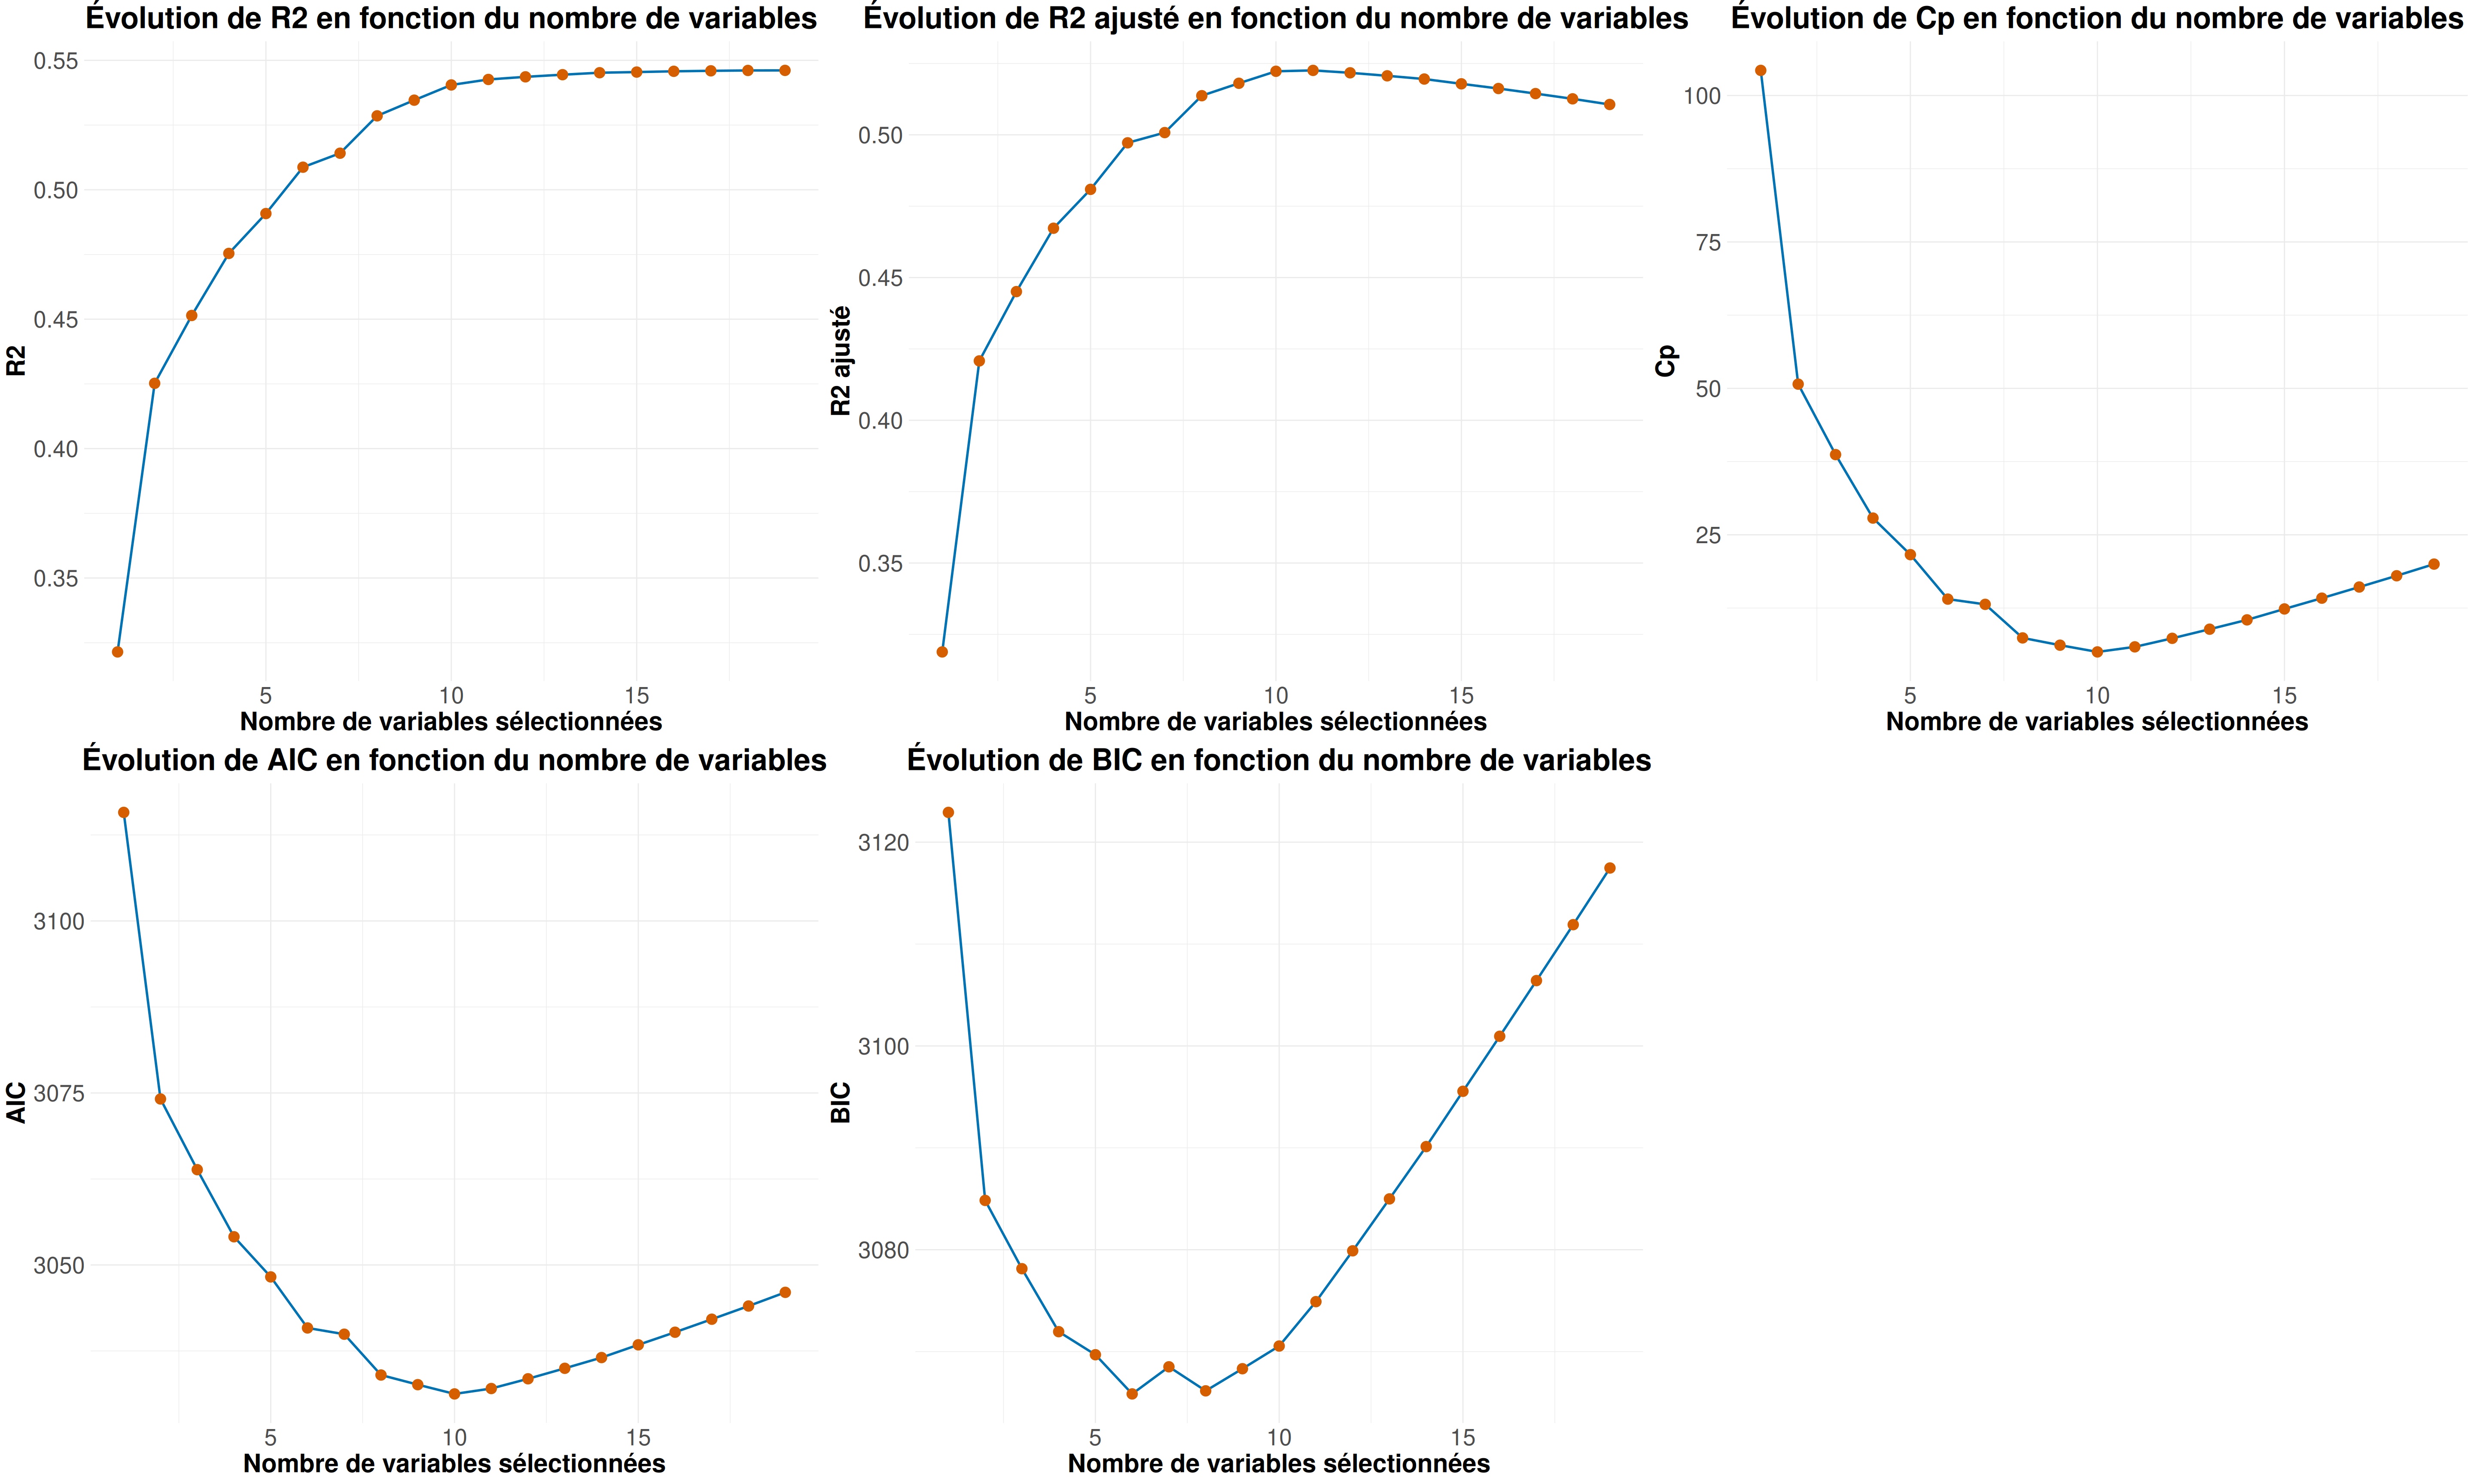 Évolution de R2 en fonction du nombre de variables
0.55
0.50
0.45
0.40
0.35
R2
5 10 15
Nombre de variables sélectionnées
Évolution de R2 ajusté en fonction du nombre de variables
0.50
0.45
0.40
0.35
R2 ajusté
5 10 15
Nombre de variables sélectionnées
Évolution de Cp en fonction du nombre de variables
100
75
50
25
Cp
5 10 15
Nombre de variables sélectionnées
Évolution de AIC en fonction du nombre de variables
3100
3075
3050
AIC
5 10 15
Nombre de variables sélectionnées
Évolution de BIC en fonction du nombre de variables
3120
3100
3080
BIC
5 10 15
Nombre de variables sélectionnées